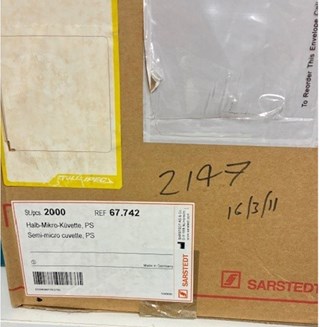 To Reorder This Envelope
2147
16/3/11
St./pcs. 2000 REF 67.742
Halb-Mikro-Küvette, PS
Semi-micro cuvette, PS
Made in Germany
SARSTEDT